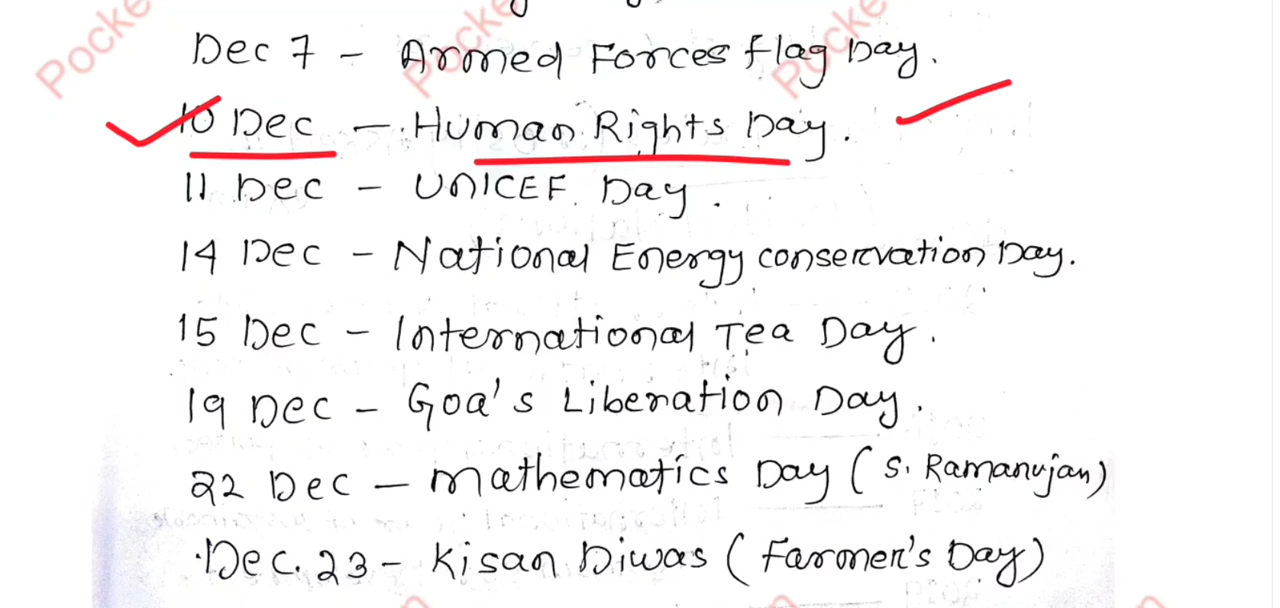 Dec 7 - Armed Forces flag Day.
10 Dec - Human Rights Day.
11 Dec - UNICEF Day.
14 Dec - National Energy conservation Day.
15 Dec - International Tea Day.
19 Dec - Goa's Liberation Day.
22 Dec - Mathematics Day (S. Ramanujan)
Dec. 23 - Kisan Diwas (Farmer's Day)